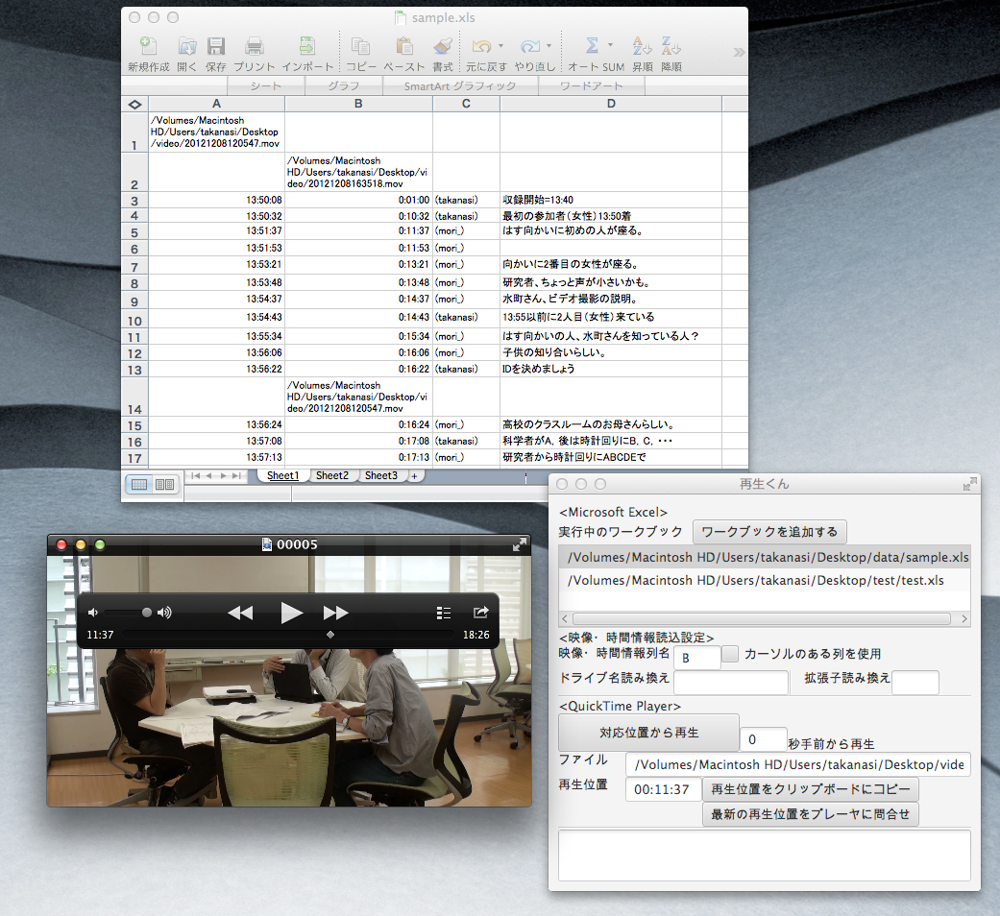 sample.xls
新規作成 開く 保存 プリント インポート コピー ペースト 書式 元に戻す やり直し オート SUM 昇順 降順
シート グラフ SmartArt グラフィック ワードアート
A B C D
/Volumes/Macintosh
HD/Users/takanasi/Desktop
/video/20121208120547.mov
1
/Volumes/Macintosh
HD/Users/takanasi/Desktop/vi
deo/20121208163518.mov
2
3 13:50:08 0:01:00 (takanasi) 収録開始=13:40
4 13:50:32 0:10:32 (takanasi) 最初の参加者(女性)13:50着
5 13:51:37 0:11:37 (mori_) はす向かいに初めの人が座る。
6 13:51:53 0:11:53 (mori_)
7 13:53:21 0:13:21 (mori_) 向かいに2番目の女性が座る。
8 13:53:48 0:13:48 (mori_) 研究者、ちょっと声が小さいかも。
9 13:54:37 0:14:37 (mori_) 水町さん、ビデオ撮影の説明。
10 13:54:43 0:14:43 (takanasi) 13:55以前に2人目(女性)来ている
11 13:55:34 0:15:34 (mori_) はす向かいの人、水町さんを知っている人？
12 13:56:06 0:16:06 (mori_) 子供の知り合いらしい。
13 13:56:22 0:16:22 (takanasi) IDを決めましょう
/Volumes/Macintosh
HD/Users/takanasi/Desktop/vi
deo/20121208120547.mov
14
15 13:56:24 0:16:24 (mori_) 高校のクラスルームのお母さんらしい。
16 13:57:08 0:17:08 (takanasi) 科学者がA, 後は時計回りにB, C, ・・・
17 13:57:13 0:17:13 (mori_) 研究者から時計回りにABCDEで
Sheet1 Sheet2 Sheet3 +
再生くん
<Microsoft Excel>
実行中のワークブック ワークブックを追加する
/Volumes/Macintosh HD/Users/takanasi/Desktop/data/sample.xls
/Volumes/Macintosh HD/Users/takanasi/Desktop/test/test.xls
<映像・時間情報読込設定>
映像・時間情報列名 B カーソルのある列を使用
ドライブ名読み換え 拡張子読み換え
<QuickTime Player>
対応位置から再生 0 秒手前から再生
ファイル /Volumes/Macintosh HD/Users/takanasi/Desktop/vide
再生位置 00:11:37 再生位置をクリップボードにコピー
最新の再生位置をプレーヤに問合せ
00005
11:37 18:26